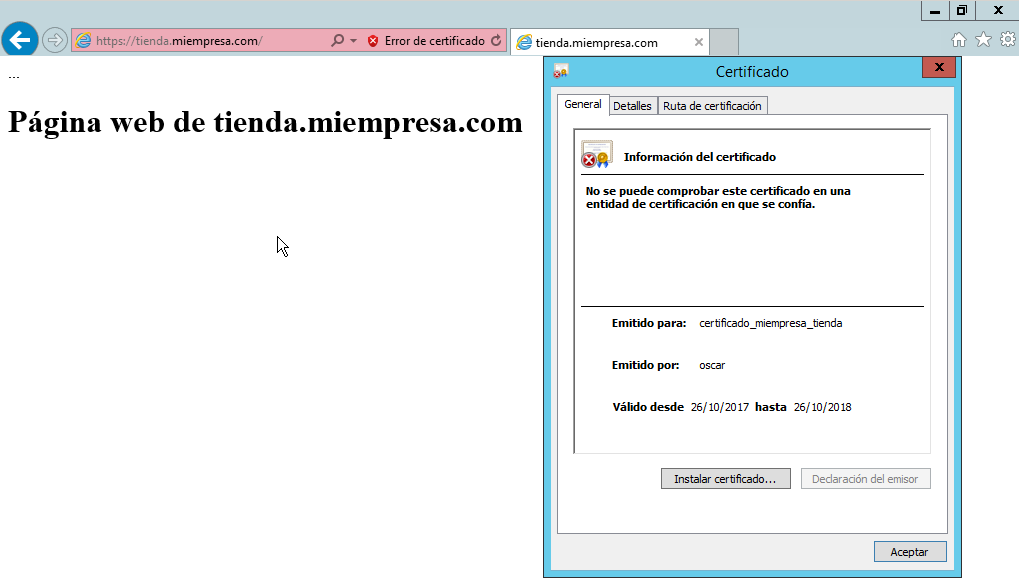 https://tienda.miempresa.com/
Error de certificado
tienda.miempresa.com
...
Página web de tienda.miempresa.com
Certificado
General
Detalles
Ruta de certificación
Información del certificado
No se puede comprobar este certificado en una
entidad de certificación en que se confía.
Emitido para: certificado_miempresa_tienda
Emitido por: oscar
Válido desde 26/10/2017 hasta 26/10/2018
Instalar certificado...
Declaración del emisor
Aceptar